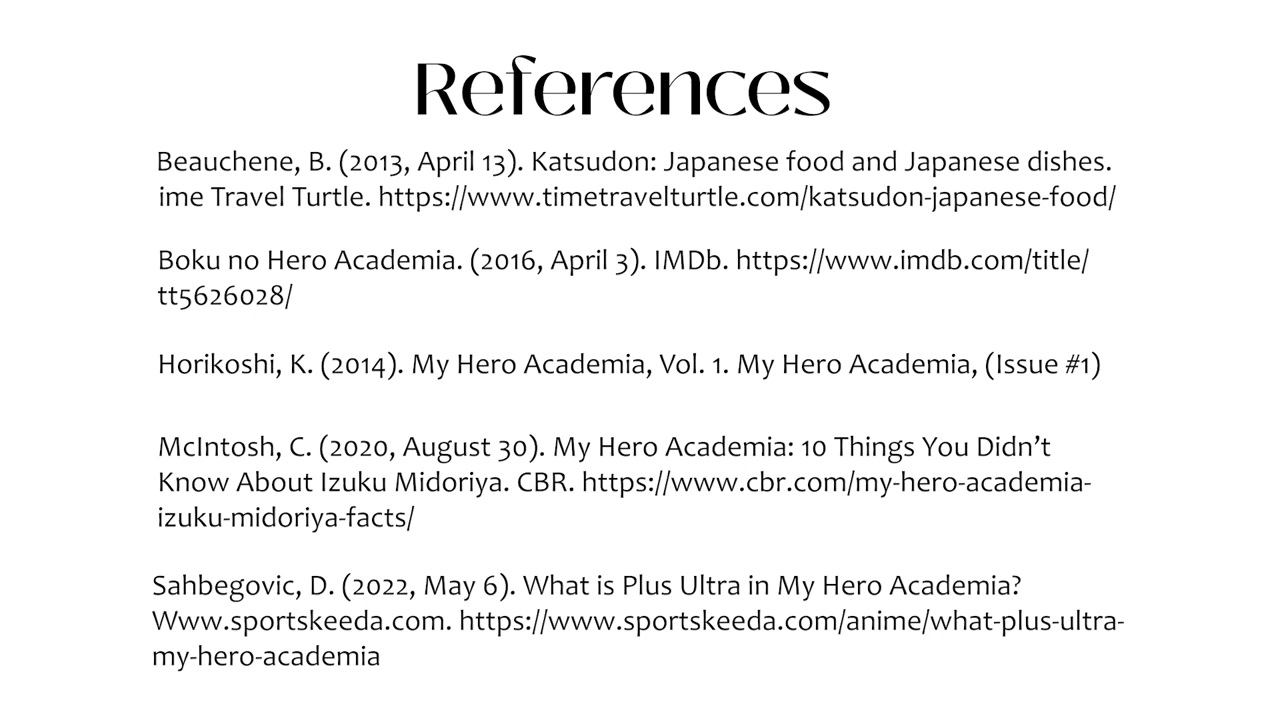 References
Beauchene, B. (2013, April 13). Katsudon: Japanese food and Japanese dishes.
ime Travel Turtle. https://www.timetravelturtle.com/katsudon-japanese-food/
Boku no Hero Academia. (2016, April 3). IMDb. https://www.imdb.com/title/
tt5626028/
Horikoshi, K. (2014). My Hero Academia, Vol. 1. My Hero Academia, (Issue #1)
McIntosh, C. (2020, August 30). My Hero Academia: 10 Things You Didn’t
Know About Izuku Midoriya. CBR. https://www.cbr.com/my-hero-academia-
izuku-midoriya-facts/
Sahbegovic, D. (2022, May 6). What is Plus Ultra in My Hero Academia?
Www.sportskeeda.com. https://www.sportskeeda.com/anime/what-plus-ultra-
my-hero-academia